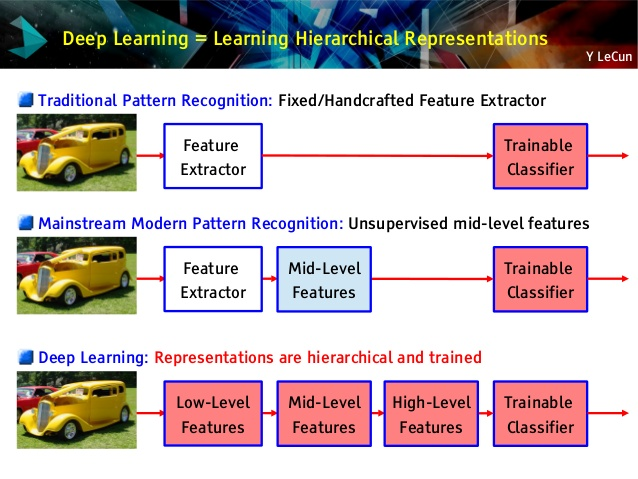 Deep Learning = Learning Hierarchical Representations
Y LeCun
Traditional Pattern Recognition: Fixed/Handcrafted Feature Extractor
Feature
Extractor
Trainable
Classifier
Mainstream Modern Pattern Recognition: Unsupervised mid-level features
Feature
Extractor
Mid-Level
Features
Trainable
Classifier
Deep Learning: Representations are hierarchical and trained
Low-Level
Features
Mid-Level
Features
High-Level
Features
Trainable
Classifier